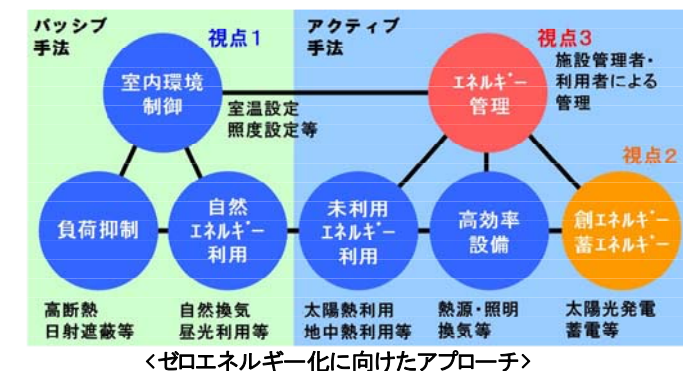 パッシブ
手法
視点1
アクティブ
手法
視点3
施設管理者・
利用者による
管理
室内環境
制御
エネルギー
管理
室温設定
照度設定等
視点2
負荷抑制
自然
エネルギー
利用
未利用
エネルギー
利用
高効率
設備
創エネルギー
蓄エネルギー
高断熱
日射遮蔽等
自然換気
昼光利用等
太陽熱利用
地中熱利用等
熱源・照明
換気等
太陽光発電
蓄電等
<ゼロエネルギー化に向けたアプローチ>